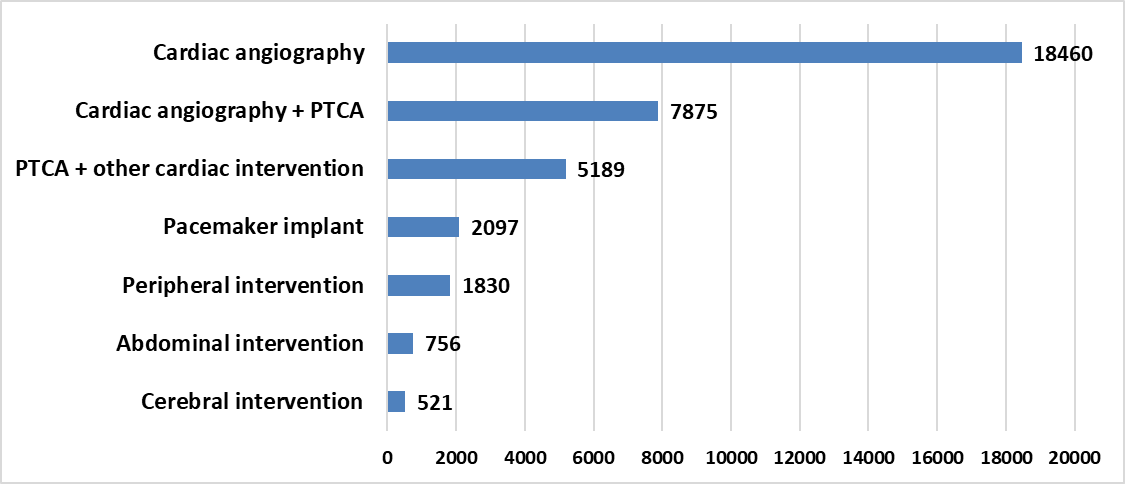 Cardiac angiography 18460
Cardiac angiography + PTCA 7875
PTCA + other cardiac intervention 5189
Pacemaker implant 2097
Peripheral intervention 1830
Abdominal intervention 756
Cerebral intervention 521
0 2000 4000 6000 8000 10000 12000 14000 16000 18000 20000